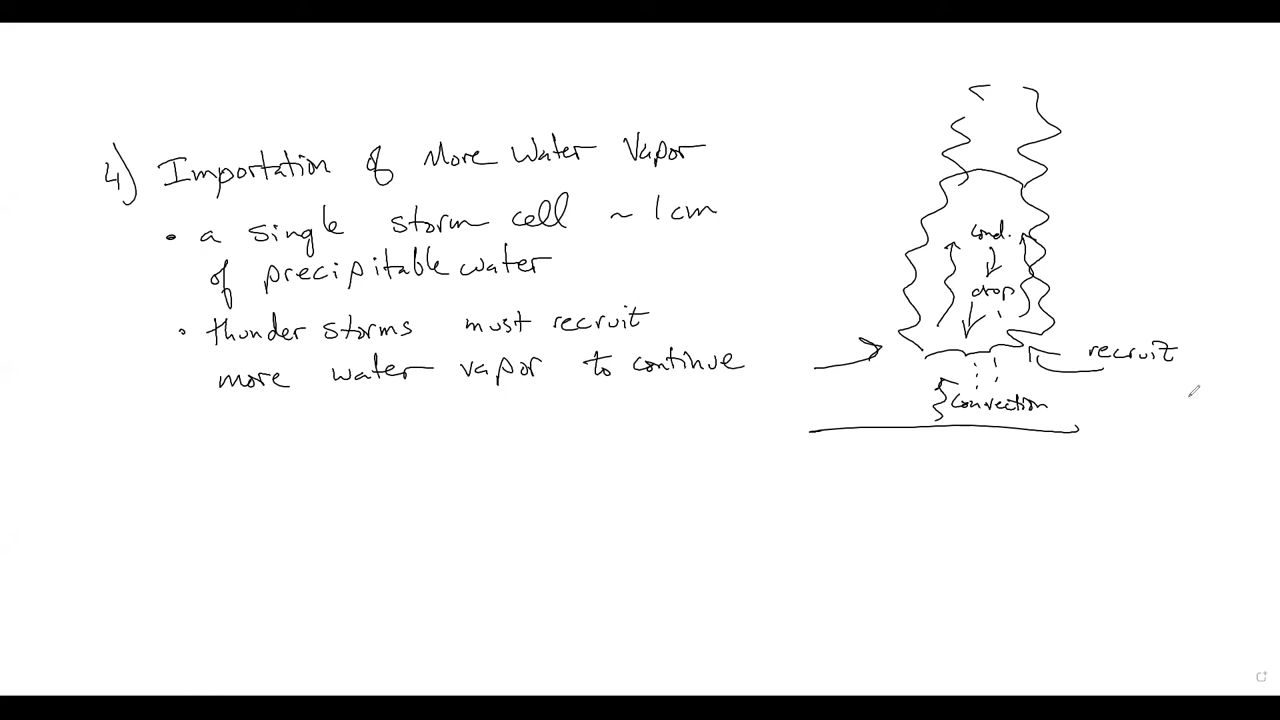 4) Importation of More Water Vapor
• a single storm cell ~ 1cm
of precipitable water
• thunder storms must recruit
more water vapor to continue
cond.
drop
recruit
convection